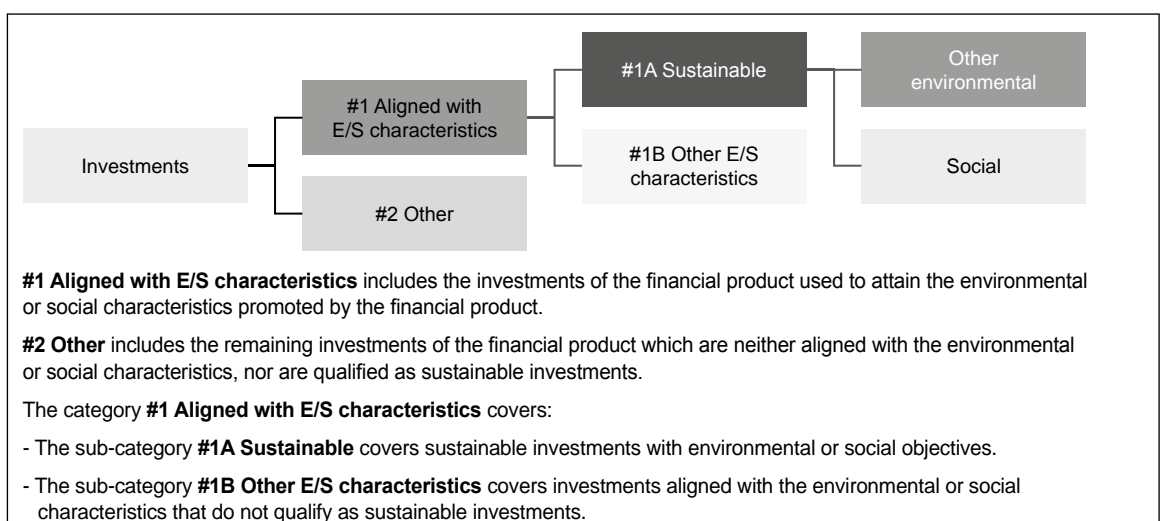 #1A Sustainable
Other
environmental
#1 Aligned with
E/S characteristics
Investments
#1B Other E/S
characteristics
Social
#2 Other
#1 Aligned with E/S characteristics includes the investments of the financial product used to attain the environmental
or social characteristics promoted by the financial product.
#2 Other includes the remaining investments of the financial product which are neither aligned with the environmental
or social characteristics, nor are qualified as sustainable investments.
The category #1 Aligned with E/S characteristics covers:
- The sub-category #1A Sustainable covers sustainable investments with environmental or social objectives.
- The sub-category #1B Other E/S characteristics covers investments aligned with the environmental or social
characteristics that do not qualify as sustainable investments.